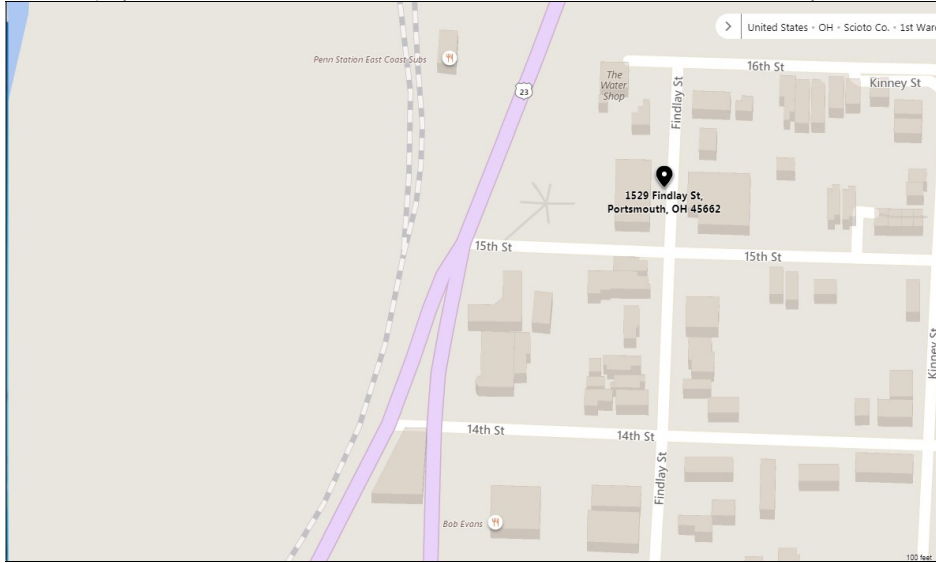 United States - OH - Scioto Co. - 1st War
Penn Station East Coast Subs
16th St
Kinney St
The
Water
Shop
23
Findlay St
1529 Findlay St,
Portsmouth, OH 45662
15th St
15th St
Kinney St
14th St
14th St
Findlay St
Bob Evans
100 feet